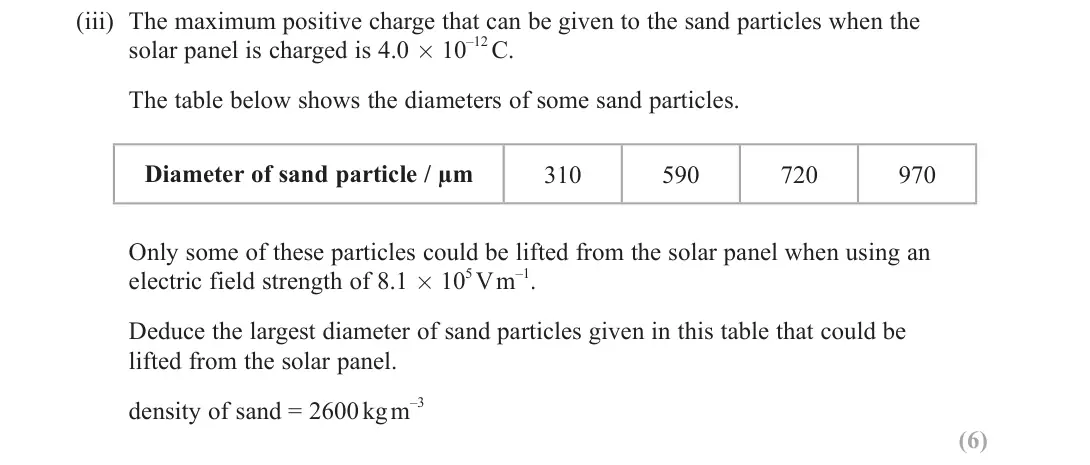 (iii) The maximum positive charge that can be given to the sand particles when the
solar panel is charged is 4.0 × 10⁻¹² C.
The table below shows the diameters of some sand particles.
Diameter of sand particle / µm 310 590 720 970
Only some of these particles could be lifted from the solar panel when using an
electric field strength of 8.1 × 10⁵ V m⁻¹.
Deduce the largest diameter of sand particles given in this table that could be
lifted from the solar panel.
density of sand = 2600 kg m⁻³
(6)